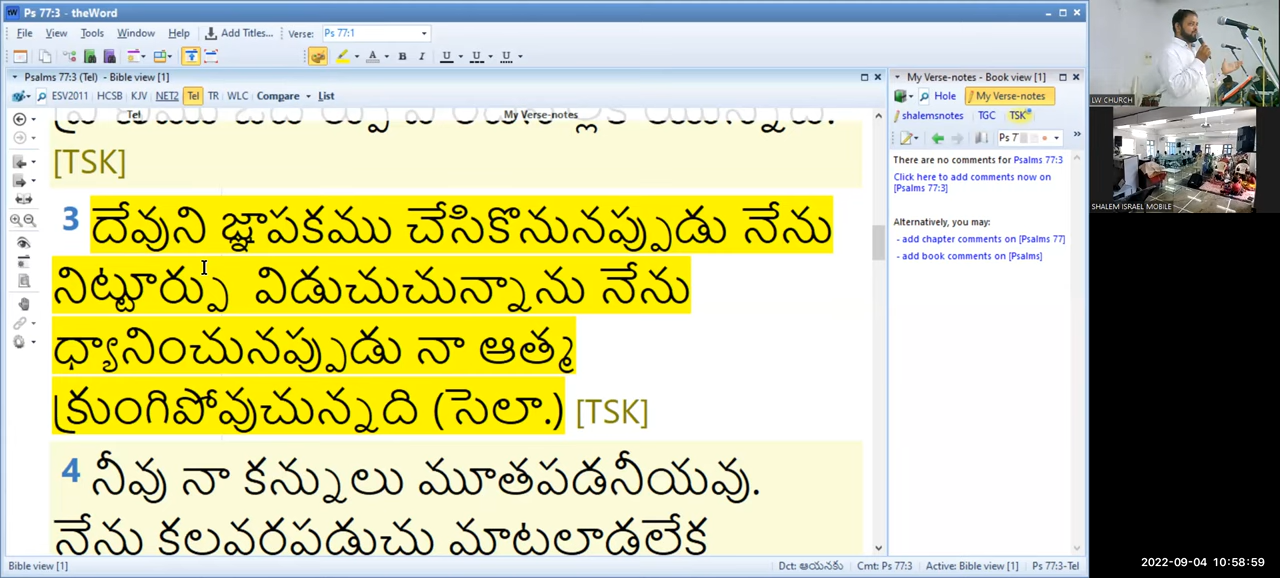 Ps 77:3 - theWord
File View Tools Window Help Add Titles... Verse: Ps 77:1
B I U U U
Psalms 77:3 (Tel) - Bible view [1]
ESV2011 HCSB KJV NET2 Tel TR WLC Compare List
Tel My Verse-notes
[TSK]
3 దేవుని జ్ఞాపకము చేసికొనునప్పుడు నేను
నిట్టూర్పు విడుచుచున్నాను నేను
ధ్యానించునప్పుడు నా ఆత్మ
క్రుంగిపోవుచున్నది (సెలా.) [TSK]
4 నీవు నా కన్నులు మూతపడనీయవు.
నేను కలవరపడుచు మాటలాడలేక
My Verse-notes - Book view [1]
Hole My Verse-notes
shalemsnotes TGC TSK
Ps 7
There are no comments for Psalms 77:3
Click here to add comments now on
[Psalms 77:3]
Alternatively, you may:
- add chapter comments on [Psalms 77]
- add book comments on [Psalms]
Bible view [1] Dct: ఆయనకు Cmt: Ps 77:3 Active: Bible view [1] Ps 77:3-Tel
LW CHURCH
SHALEM ISRAEL MOBILE
2022-09-04 10:58:59